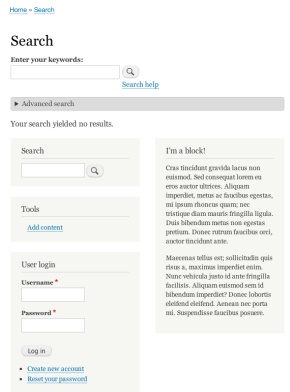 Home » Search
Search
Enter your keywords:
Search help
Advanced search
Your search yielded no results.
Search
Tools
Add content
User login
Username *
Password *
Log in
Create new account
Reset your password
I'm a block!
Cras tincidunt gravida lacus non
euismod. Sed consequat lorem eu
eros auctor ultrices. Aliquam
imperdiet, metus ac faucibus egestas,
mi ipsum rhoncus quam; nec
tristique diam mauris fringilla ligula.
Duis bibendum metus non egestas
pretium. Donec rutrum faucibus orci,
auctor tincidunt ante.
Maecenas tellus est; sollicitudin quis
risus a, maximus imperdiet enim.
Nunc vehicula justo id ante fringilla
facilisis. Aliquam euismod sem id
bibendum imperdiet? Donec lobortis
eleifend eleifend. Aenean nec porta
mi. Suspendisse faucibus posuere.